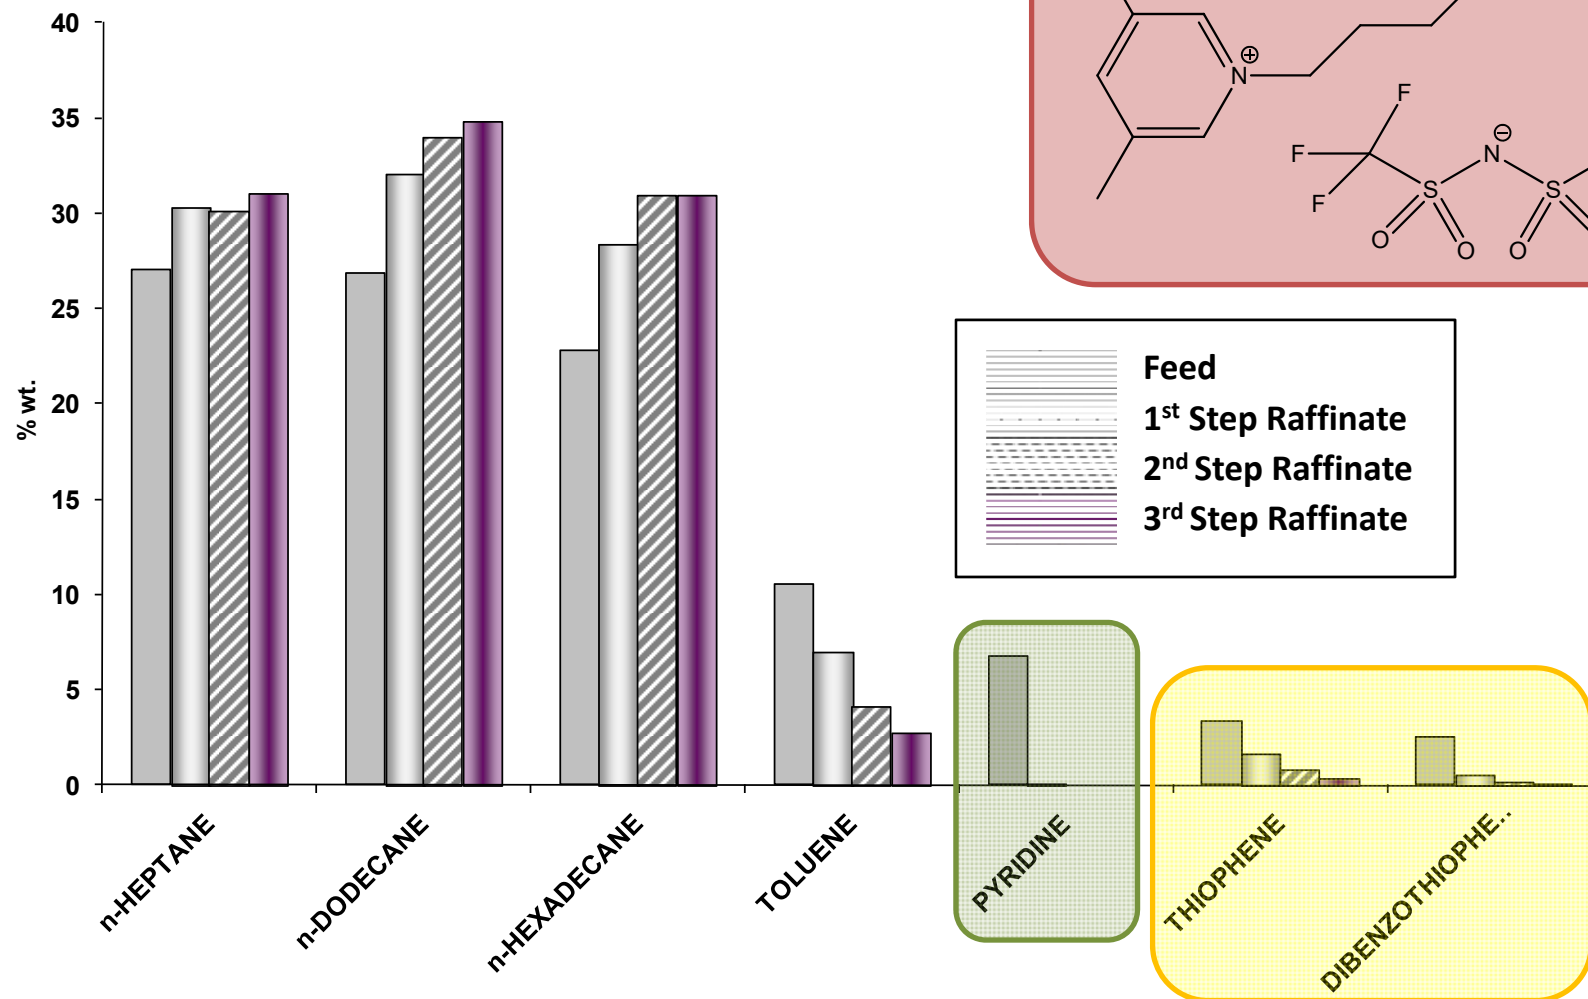 40
35
30
25
20
15
10
5
0
% wt.
n-HEPTANE
n-DODECANE
n-HEXADECANE
TOLUENE
PYRIDINE
THIOPHENE
DIBENZOTHIOPHE...
N
⊕
F
F
F
N
⊖
S
S
O
O
O
Feed
1st Step Raffinate
2nd Step Raffinate
3rd Step Raffinate